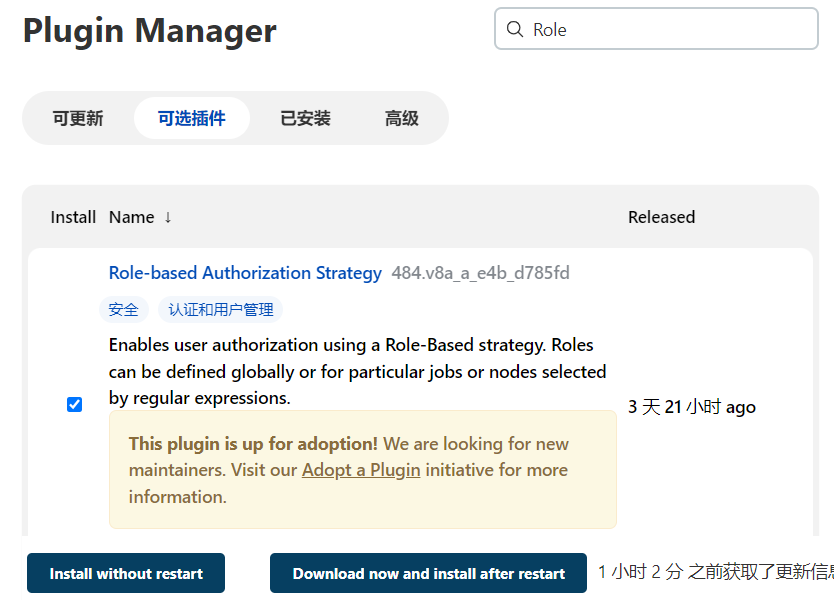 Plugin Manager
Role
可更新 可选插件 已安装 高级
Install Name ↓ Released
Role-based Authorization Strategy 484.v8a_a_e4b_d785fd
安全 认证和用户管理
Enables user authorization using a Role-Based strategy. Roles
can be defined globally or for particular jobs or nodes selected
by regular expressions.
3 天 21 小时 ago
This plugin is up for adoption! We are looking for new
maintainers. Visit our Adopt a Plugin initiative for more
information.
Install without restart Download now and install after restart 1 小时 2 分 之前获取了更新信息